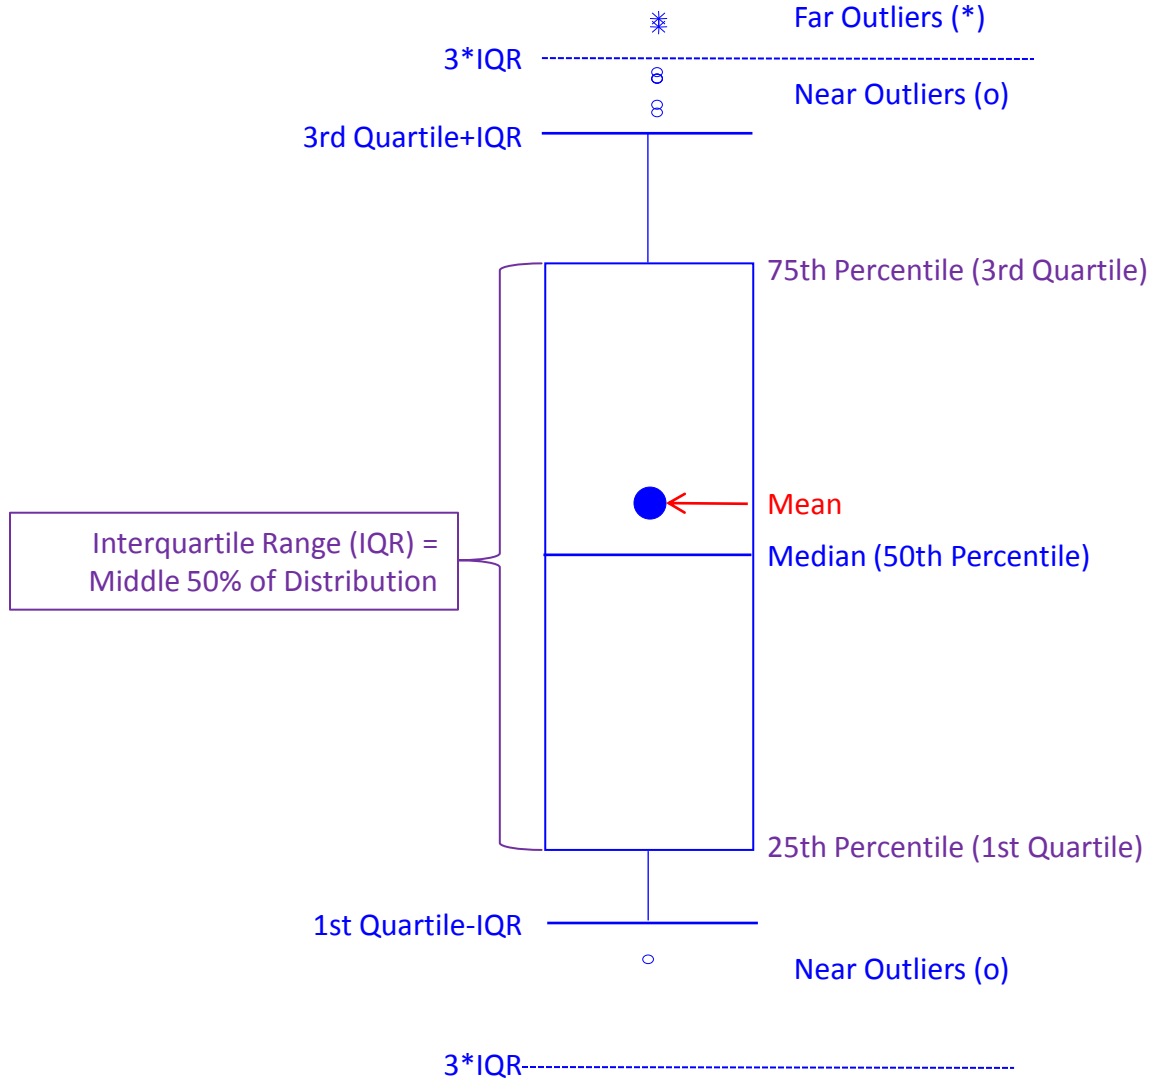 Far Outliers (*)
3*IQR
Near Outliers (o)
3rd Quartile+IQR
75th Percentile (3rd Quartile)
Mean
Interquartile Range (IQR) =
Middle 50% of Distribution
Median (50th Percentile)
25th Percentile (1st Quartile)
1st Quartile-IQR
Near Outliers (o)
3*IQR